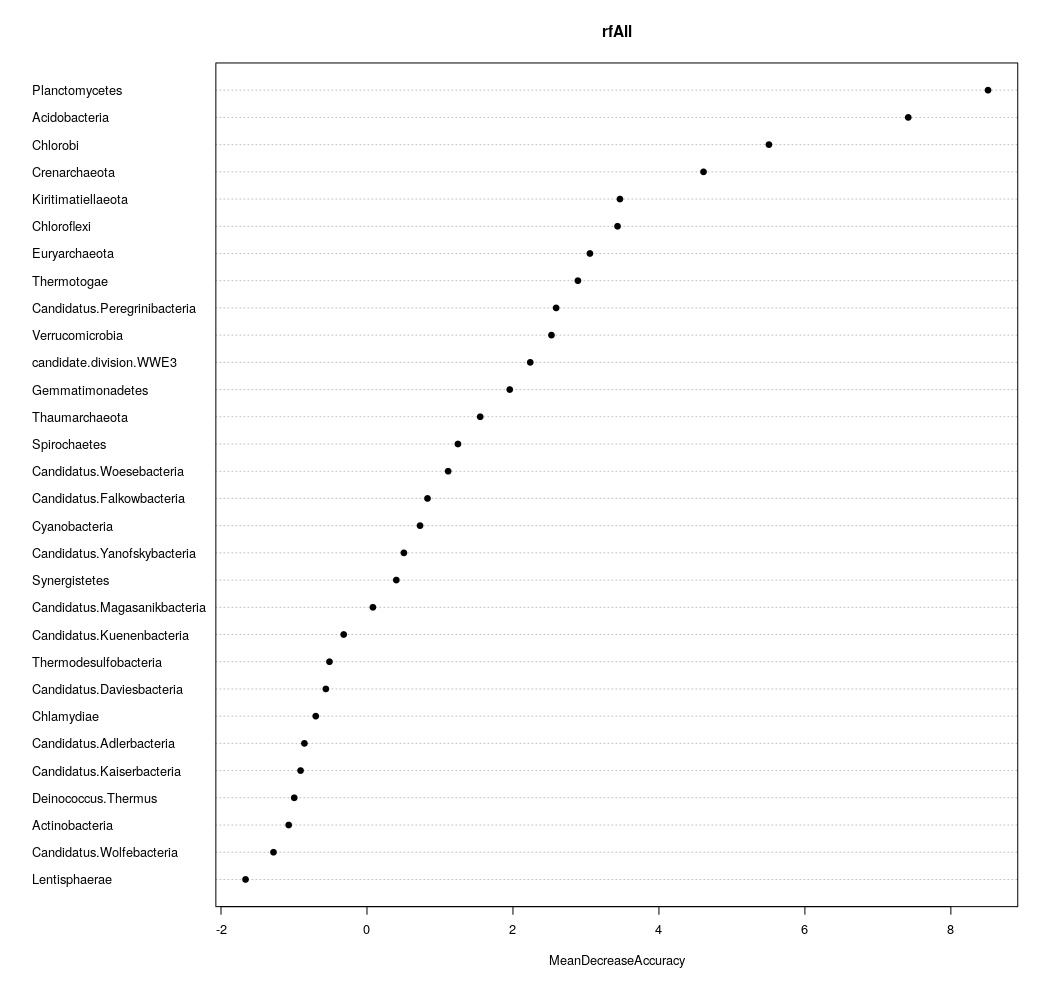 rfAll
Planctomycetes
Acidobacteria
Chlorobi
Crenarchaeota
Kiritimatiellaeota
Chloroflexi
Euryarchaeota
Thermotogae
Candidatus.Peregrinibacteria
Verrucomicrobia
candidate.division.WWE3
Gemmatimonadetes
Thaumarchaeota
Spirochaetes
Candidatus.Woesebacteria
Candidatus.Falkowbacteria
Cyanobacteria
Candidatus.Yanofskybacteria
Synergistetes
Candidatus.Magasanikbacteria
Candidatus.Kuenenbacteria
Thermodesulfobacteria
Candidatus.Daviesbacteria
Chlamydiae
Candidatus.Adlerbacteria
Candidatus.Kaiserbacteria
Deinococcus.Thermus
Actinobacteria
Candidatus.Wolfebacteria
Lentisphaerae
-2 0 2 4 6 8
MeanDecreaseAccuracy